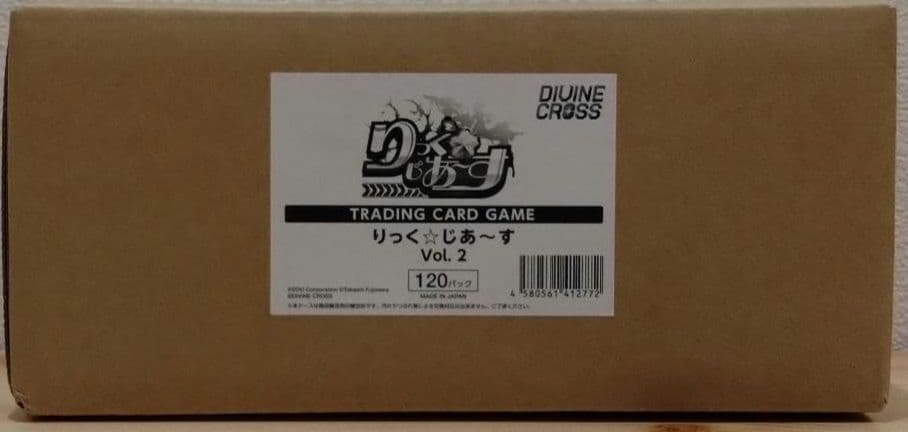 DIVINE
CROSS
りっく☆
じあ〜す
TRADING CARD GAME
りっく☆じあ〜す
Vol. 2
120パック
MADE IN JAPAN
©DIVINE CROSS
4 580561 412772